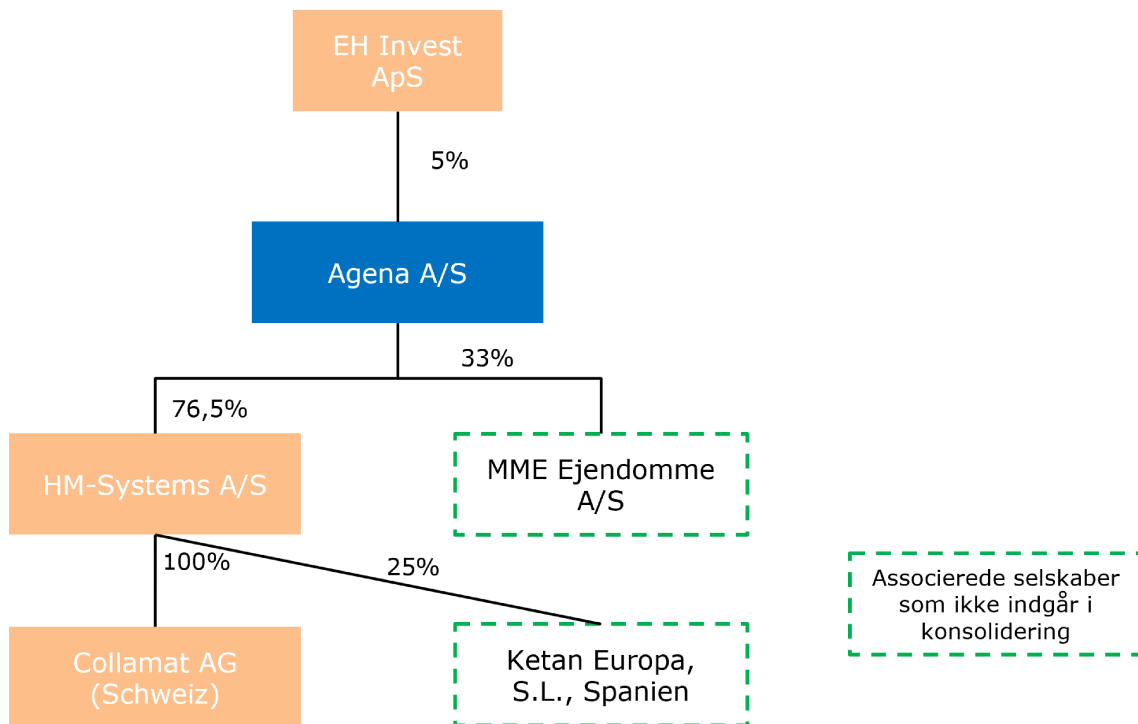 EH Invest
ApS
5%
Agena A/S
33%
76,5%
HM-Systems A/S
MME Ejendomme
A/S
100%
25%
Associerede selskaber
som ikke indgår i
konsolidering
Collamat AG
(Schweiz)
Ketan Europa,
S.L., Spanien